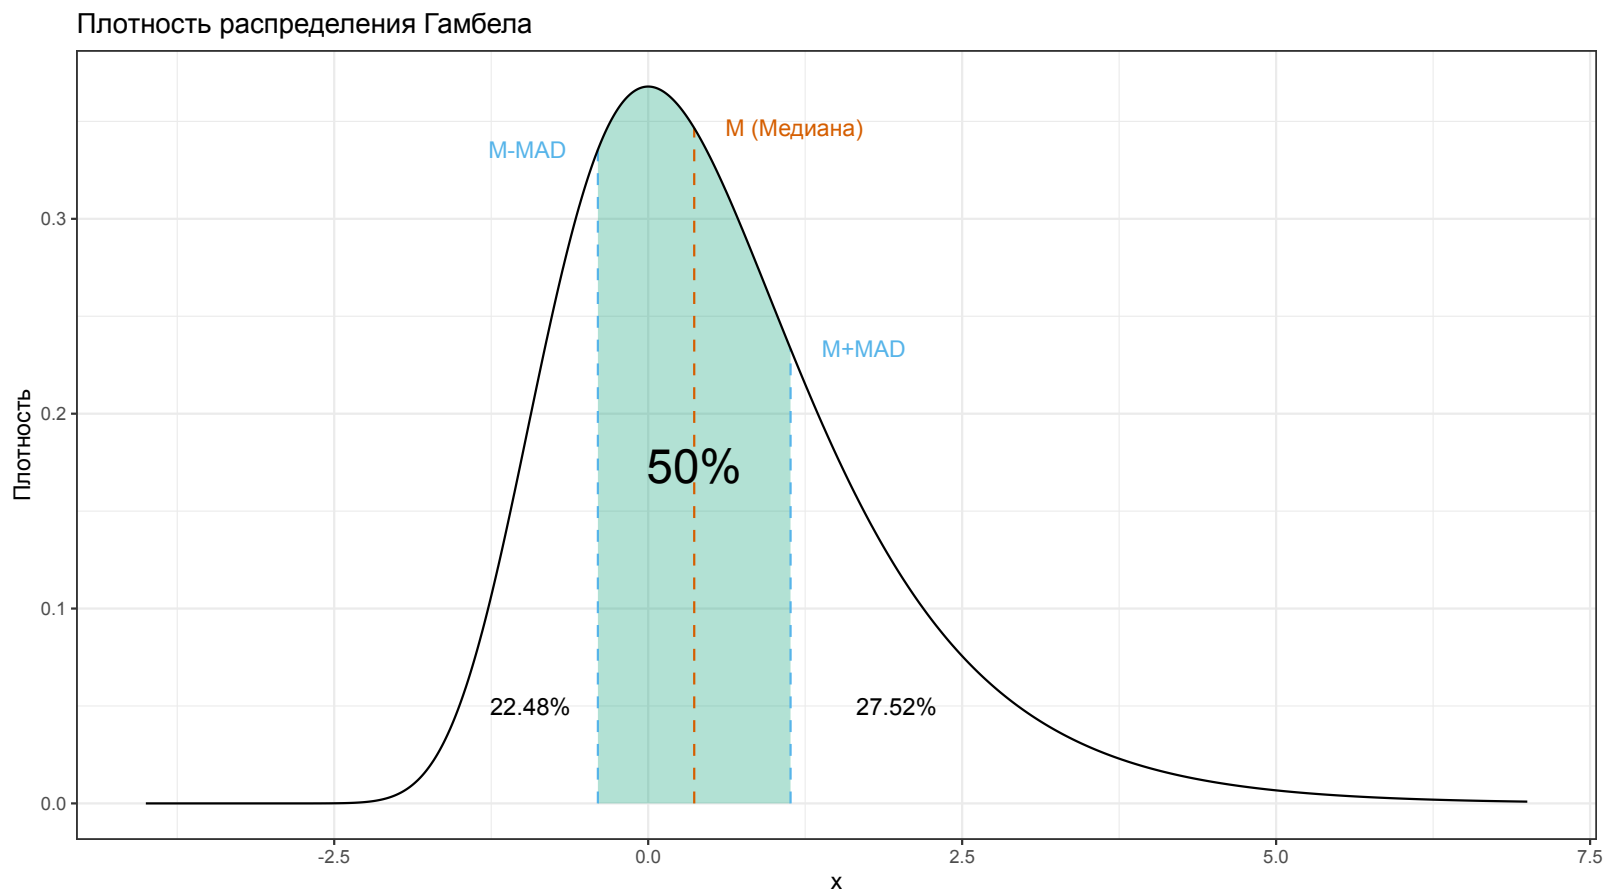 Плотность распределения Гамбела
M (Медиана)
M-MAD
0.3
M+MAD
Плотность
0.2
50%
0.1
22.48%
27.52%
0.0
-2.5
0.0
2.5
5.0
7.5
x